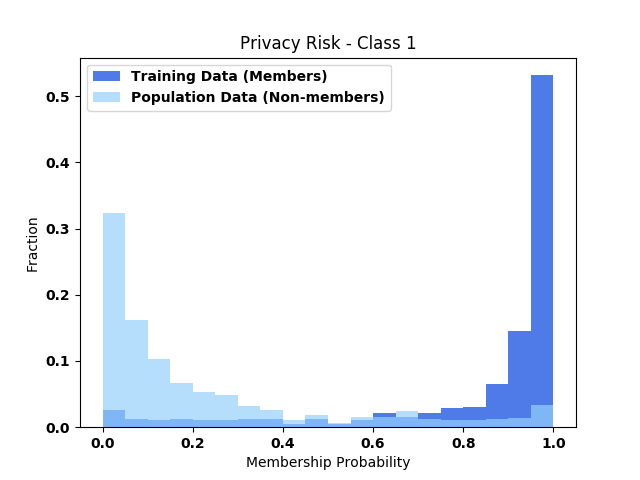 Privacy Risk - Class 1
Training Data (Members)
Population Data (Non-members)
Fraction
0.5
0.4
0.3
0.2
0.1
0.0
0.0 0.2 0.4 0.6 0.8 1.0
Membership Probability